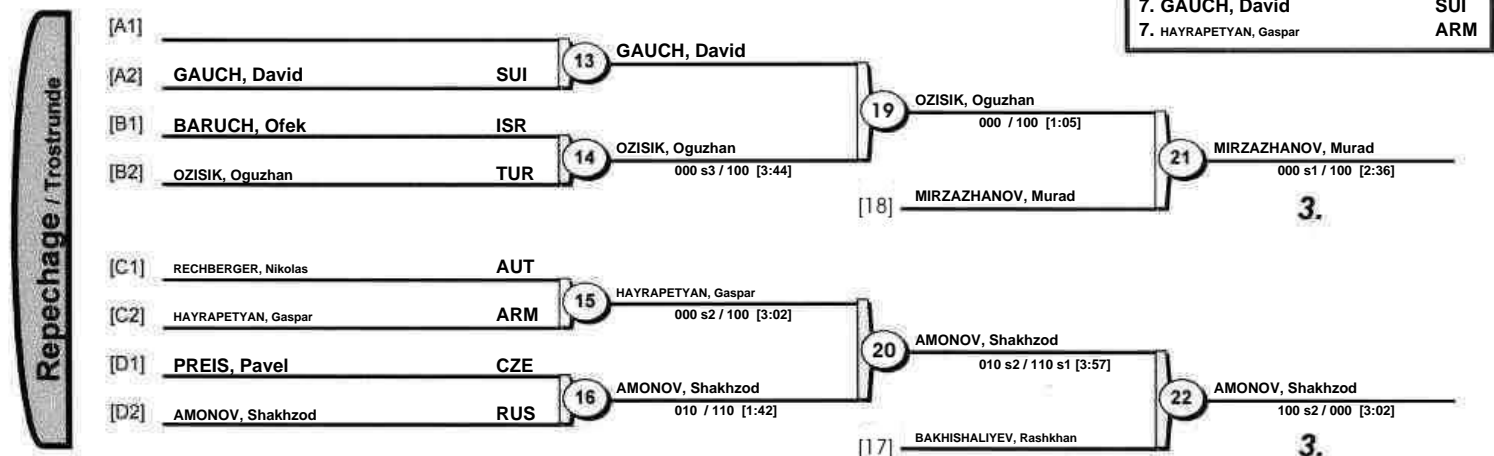 7. GAUCH, David SUI
7. HAYRAPETYAN, Gaspar ARM
Repechage / Trostrunde
[A1]
[A2] GAUCH, David SUI
13 GAUCH, David
[B1] BARUCH, Ofek ISR
[B2] OZISIK, Oguzhan TUR
14 OZISIK, Oguzhan
000 s3 / 100 [3:44]
19 OZISIK, Oguzhan
000 / 100 [1:05]
[18] MIRZAZHANOV, Murad
21 MIRZAZHANOV, Murad
000 s1 / 100 [2:36]
3.
[C1] RECHBERGER, Nikolas AUT
[C2] HAYRAPETYAN, Gaspar ARM
15 HAYRAPETYAN, Gaspar
000 s2 / 100 [3:02]
[D1] PREIS, Pavel CZE
[D2] AMONOV, Shakhzod RUS
16 AMONOV, Shakhzod
010 / 110 [1:42]
20 AMONOV, Shakhzod
010 s2 / 110 s1 [3:57]
[17] BAKHISHALIYEV, Rashkhan
22 AMONOV, Shakhzod
100 s2 / 000 [3:02]
3.